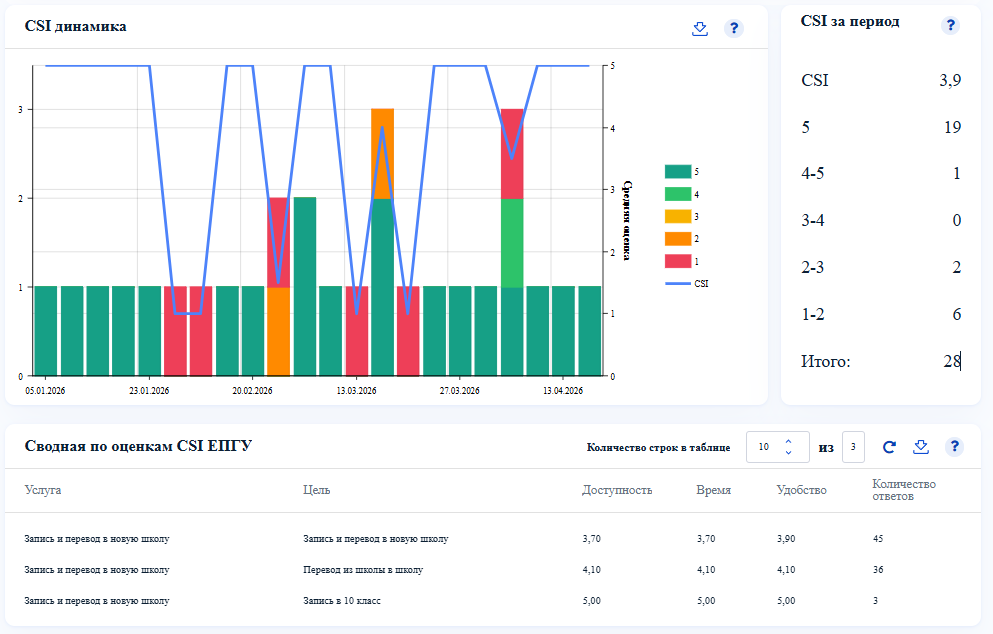 CSI динамика
?
CSI за период
?
3
2
1
0
5
4
3
2
1
0
Средняя оценка
05.01.2026
23.01.2026
20.02.2026
13.03.2026
27.03.2026
13.04.2026
5
4
3
2
1
CSI
CSI 3,9
5 19
4-5 1
3-4 0
2-3 2
1-2 6
Итого: 28
Сводная по оценкам CSI ЕПГУ
Количество строк в таблице 10 из 3 ?
Услуга Цель Доступность Время Удобство Количество
ответов
Запись и перевод в новую школу Запись и перевод в новую школу 3,70 3,70 3,90 45
Запись и перевод в новую школу Перевод из школы в школу 4,10 4,10 4,10 36
Запись и перевод в новую школу Запись в 10 класс 5,00 5,00 5,00 3